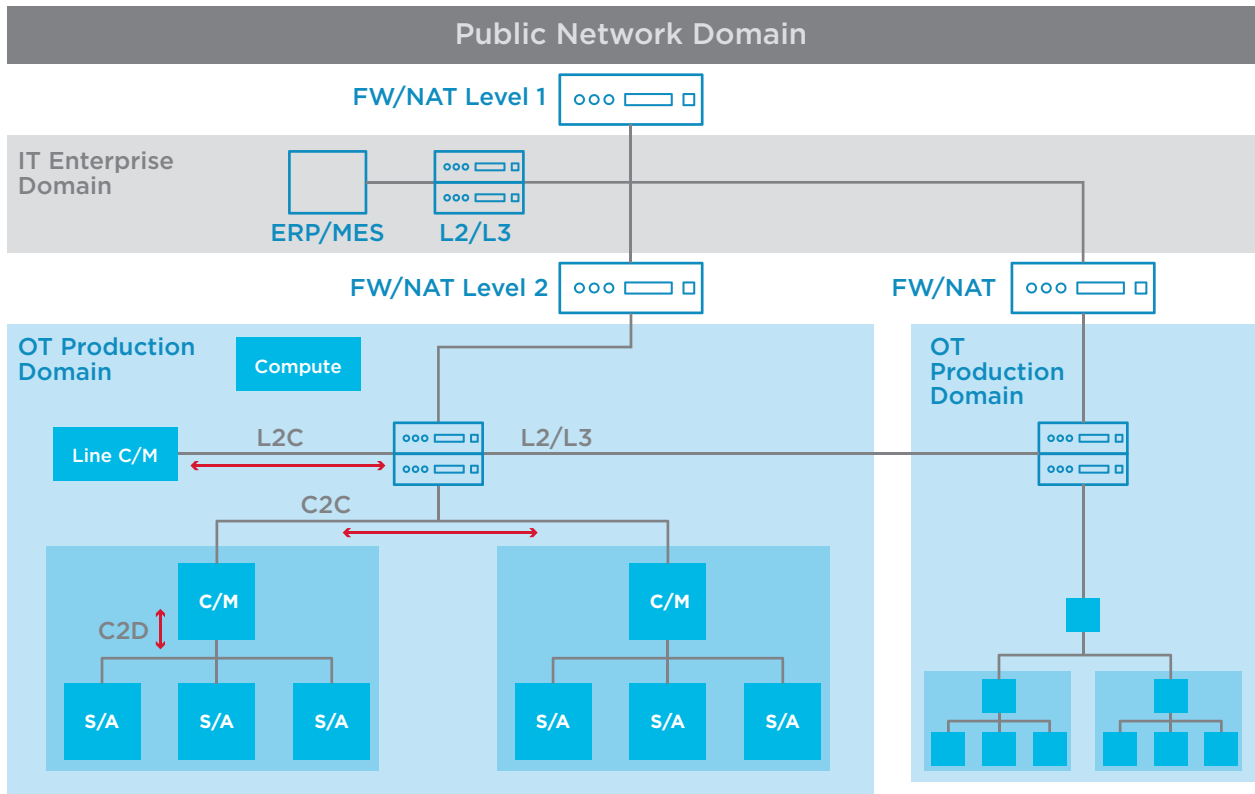 Public Network Domain
FW/NAT Level 1
IT Enterprise
Domain
ERP/MES
L2/L3
FW/NAT Level 2
FW/NAT
OT Production
Domain
Compute
OT
Production
Domain
Line C/M
L2C
L2/L3
C2C
C/M
C/M
C2D
S/A
S/A
S/A
S/A
S/A
S/A